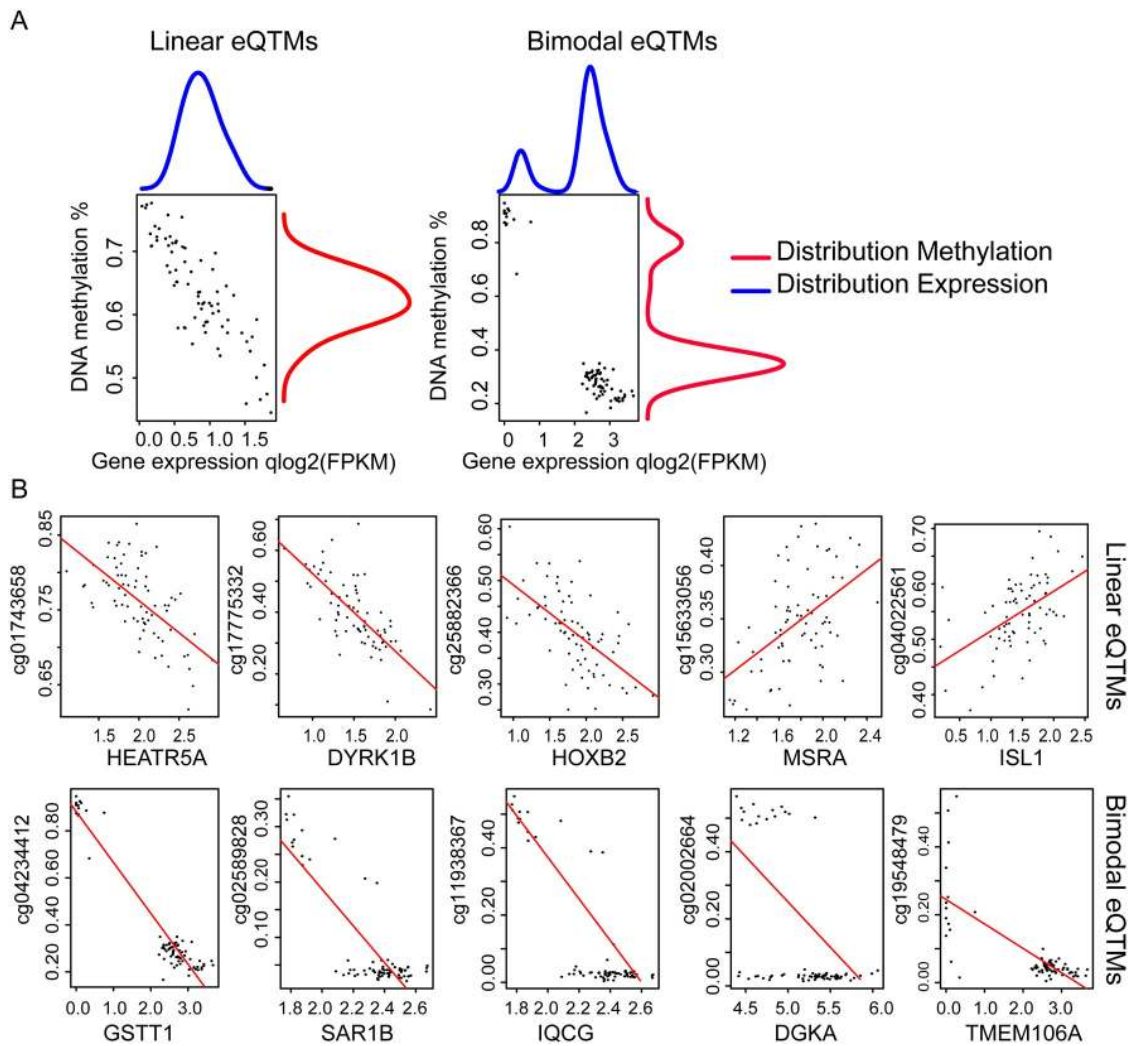 A
Linear eQTMs
Bimodal eQTMs
DNA methylation %
0.7
0.6
0.5
0.0 0.5 1.0 1.5
Gene expression qlog2(FPKM)
DNA methylation %
0.8
0.6
0.4
0.2
0 1 2 3
Gene expression qlog2(FPKM)
Distribution Methylation
Distribution Expression
B
cg01743658
0.85
0.75
0.65
1.5 2.0 2.5
HEATR5A
cg17775332
0.60
0.40
0.20
1.0 1.5 2.0
DYRK1B
cg25882366
0.60
0.50
0.40
0.30
1.0 1.5 2.0 2.5
HOXB2
cg15633056
0.40
0.35
0.30
1.2 1.6 2.0 2.4
MSRA
cg04022561
0.70
0.60
0.50
0.40
0.5 1.0 1.5 2.0 2.5
ISL1
Linear eQTMs
cg04234412
0.80
0.60
0.40
0.20
0.0 1.0 2.0 3.0
GSTT1
cg02589828
0.30
0.20
0.10
1.8 2.0 2.2 2.4
SAR1B
cg11938367
0.40
0.20
0.00
1.8 2.0 2.2 2.4 2.6
IQCG
cg02002664
0.40
0.20
0.00
4.5 5.0 5.5 6.0
DGKA
cg19548479
0.40
0.20
0.00
0.0 1.0 2.0 3.0
TMEM106A
Bimodal eQTMs